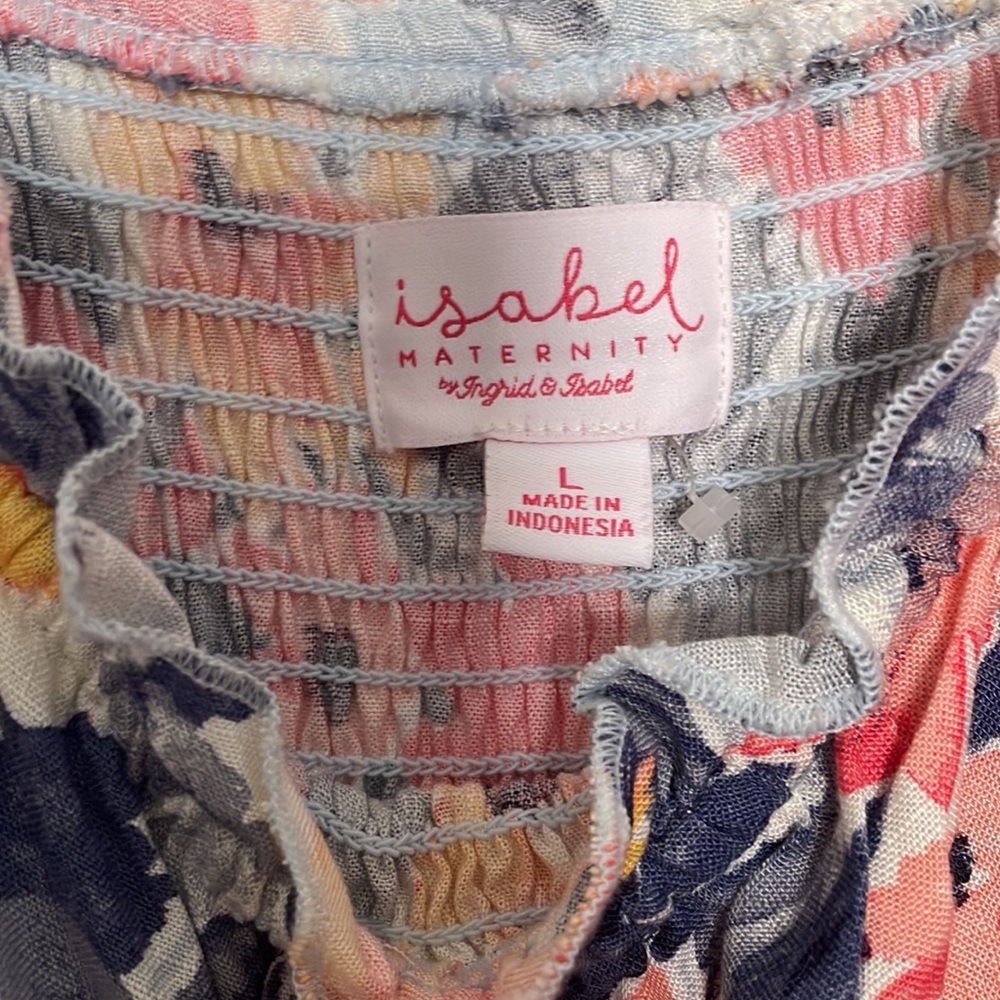 isabel
MATERNITY
by Ingrid & Isabel
L
MADE IN
INDONESIA